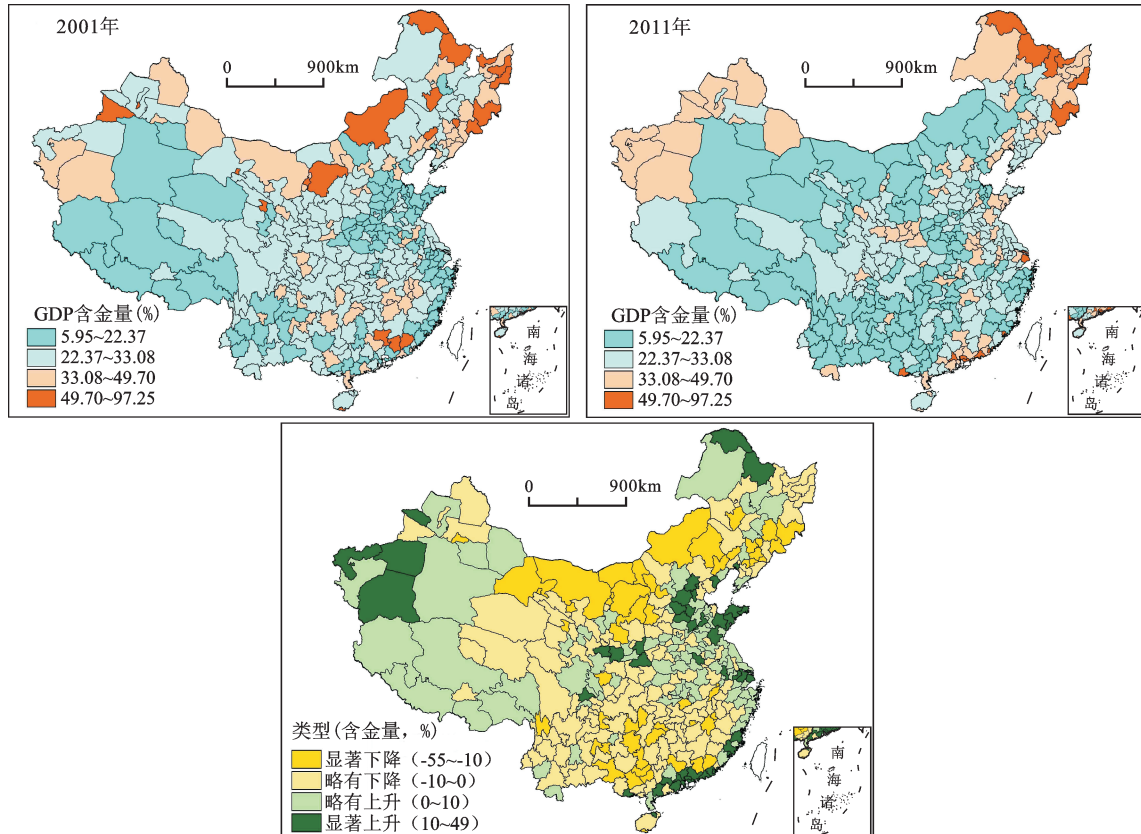 2001年
0 900km
GDP含金量(%)
5.95~22.37
22.37~33.08
33.08~49.70
49.70~97.25
南
海
诸
岛
2011年
0 900km
GDP含金量(%)
5.95~22.37
22.37~33.08
33.08~49.70
49.70~97.25
南
海
诸
岛
0 900km
类型(含金量，%)
显著下降（-55~-10）
略有下降（-10~0）
略有上升（0~10）
显著上升（10~49）
南
海
诸
岛